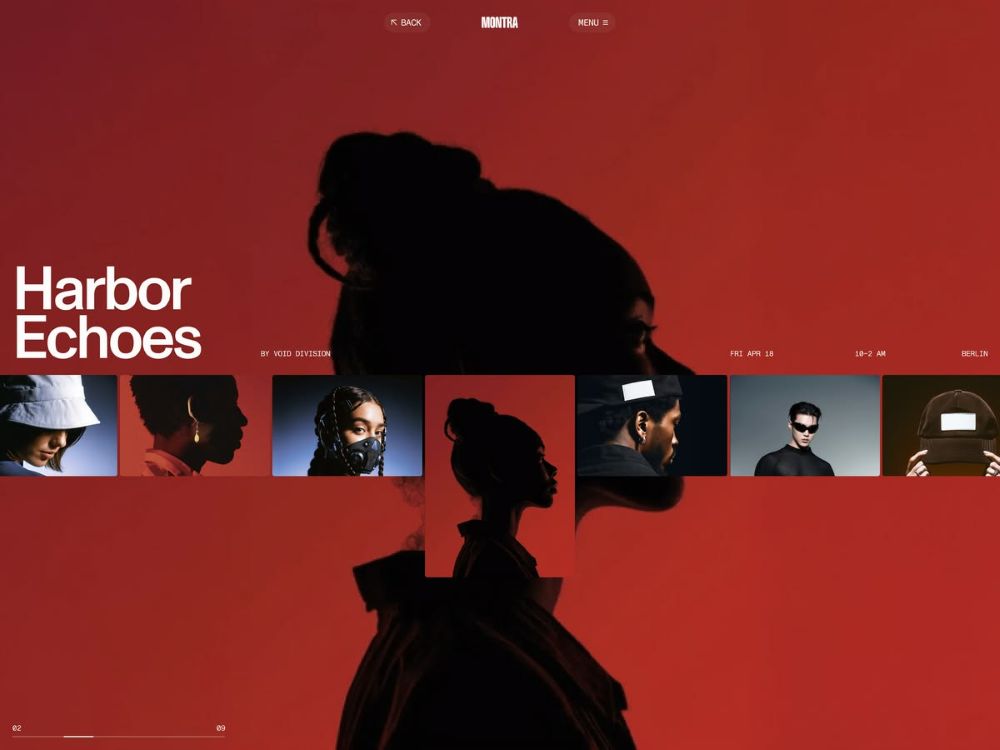 BACK
MONTRA
MENU
Harbor
Echoes
BY VOID DIVISION
FRI APR 18
10-2 AM
BERLIN
02
09